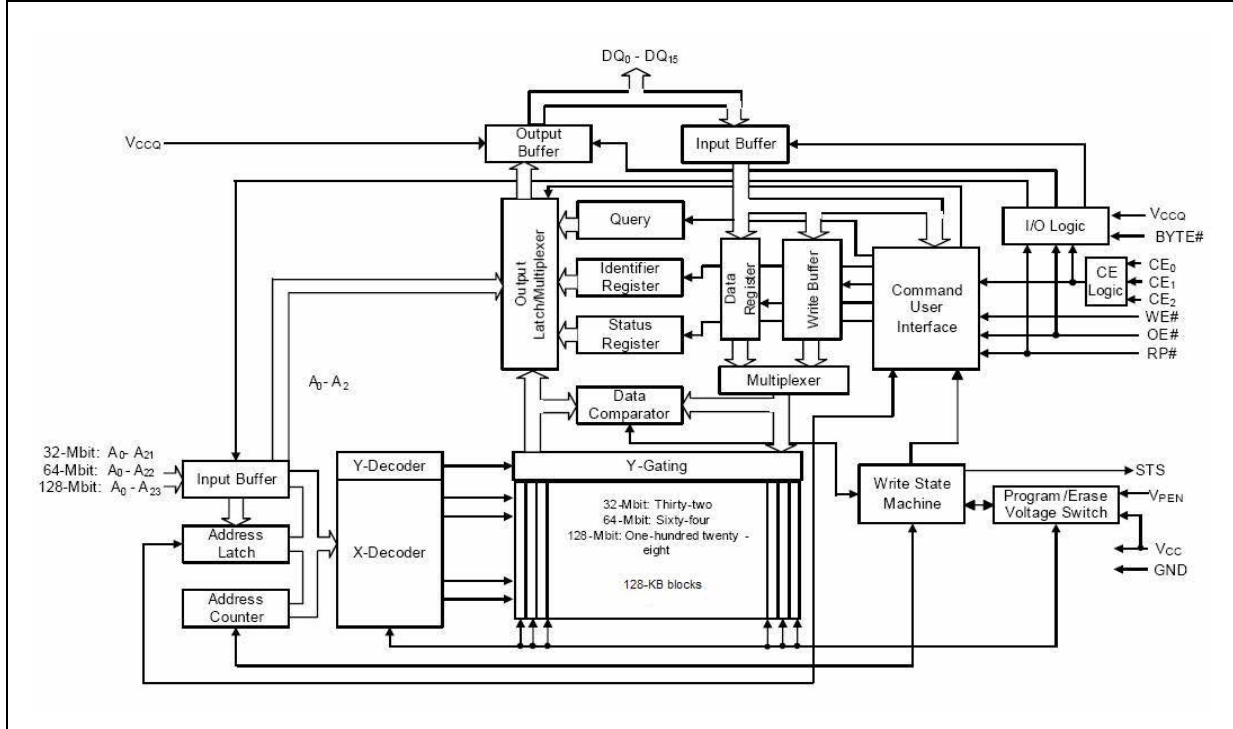 DQ0 - DQ15
VCCQ
Output
Buffer
Input Buffer
Query
I/O Logic
VCCQ
BYTE#
Output
Latch/Multiplexer
Identifier
Register
Data
Register
Write Buffer
Command
User
Interface
CE
Logic
CE0
CE1
CE2
WE#
OE#
RP#
Status
Register
A0 - A2
Multiplexer
Data
Comparator
32-Mbit: A0- A21
64-Mbit: A0 - A22
128-Mbit: A0 - A23
Input Buffer
Y-Decoder
Y-Gating
Write State
Machine
STS
Program/Erase
Voltage Switch
VPEN
Address
Latch
X-Decoder
32-Mbit: Thirty-two
64-Mbit: Sixty-four
128-Mbit: One-hundred twenty -
eight
128-KB blocks
VCC
GND
Address
Counter